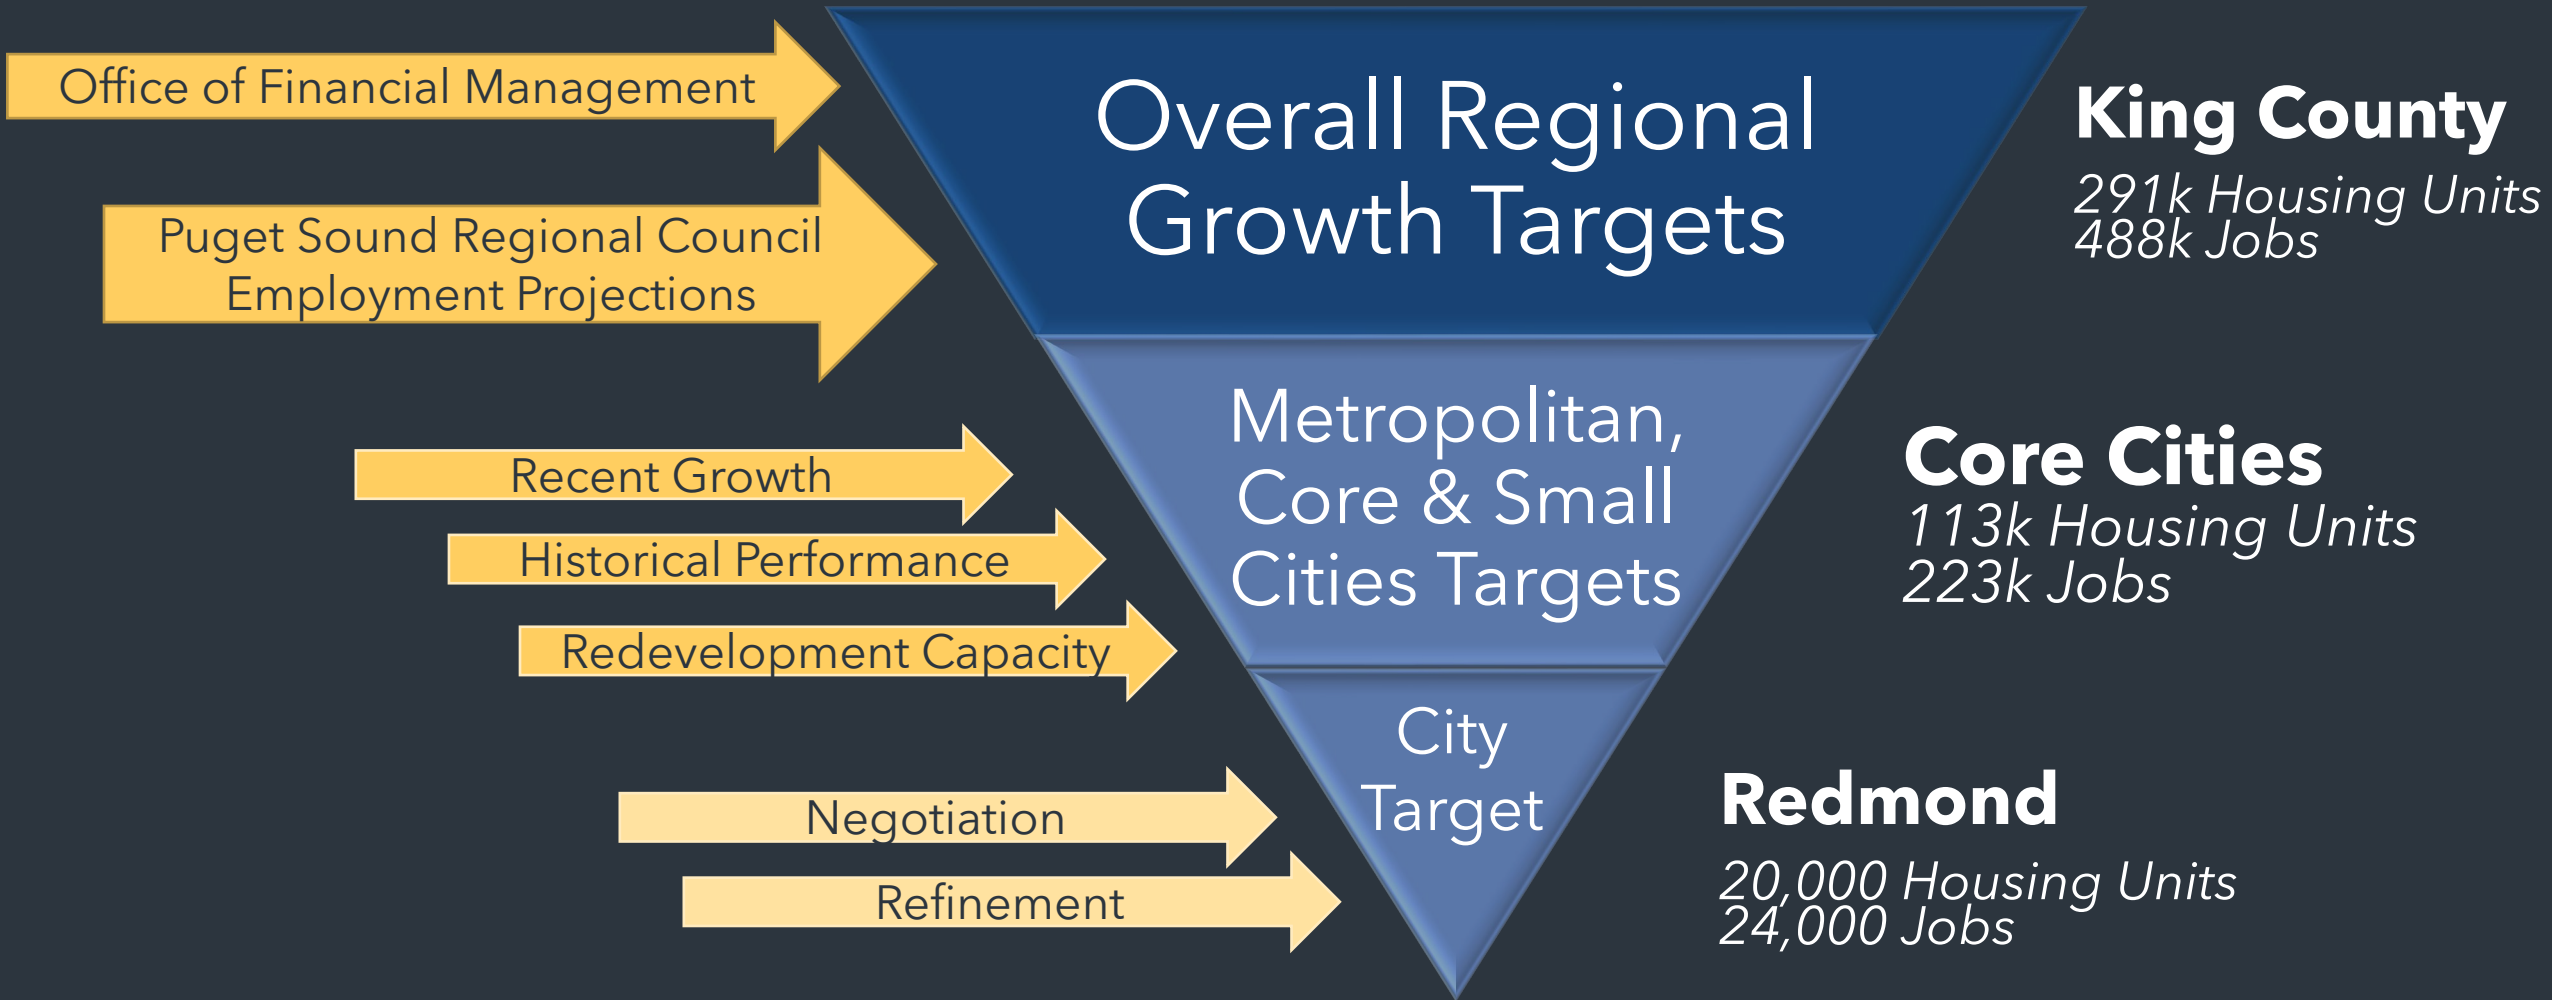 Office of Financial Management
Puget Sound Regional Council
Employment Projections
Overall Regional
Growth Targets
King County
291k Housing Units
488k Jobs
Recent Growth
Historical Performance
Redevelopment Capacity
Metropolitan,
Core & Small
Cities Targets
Core Cities
113k Housing Units
223k Jobs
Negotiation
Refinement
City
Target
Redmond
20,000 Housing Units
24,000 Jobs